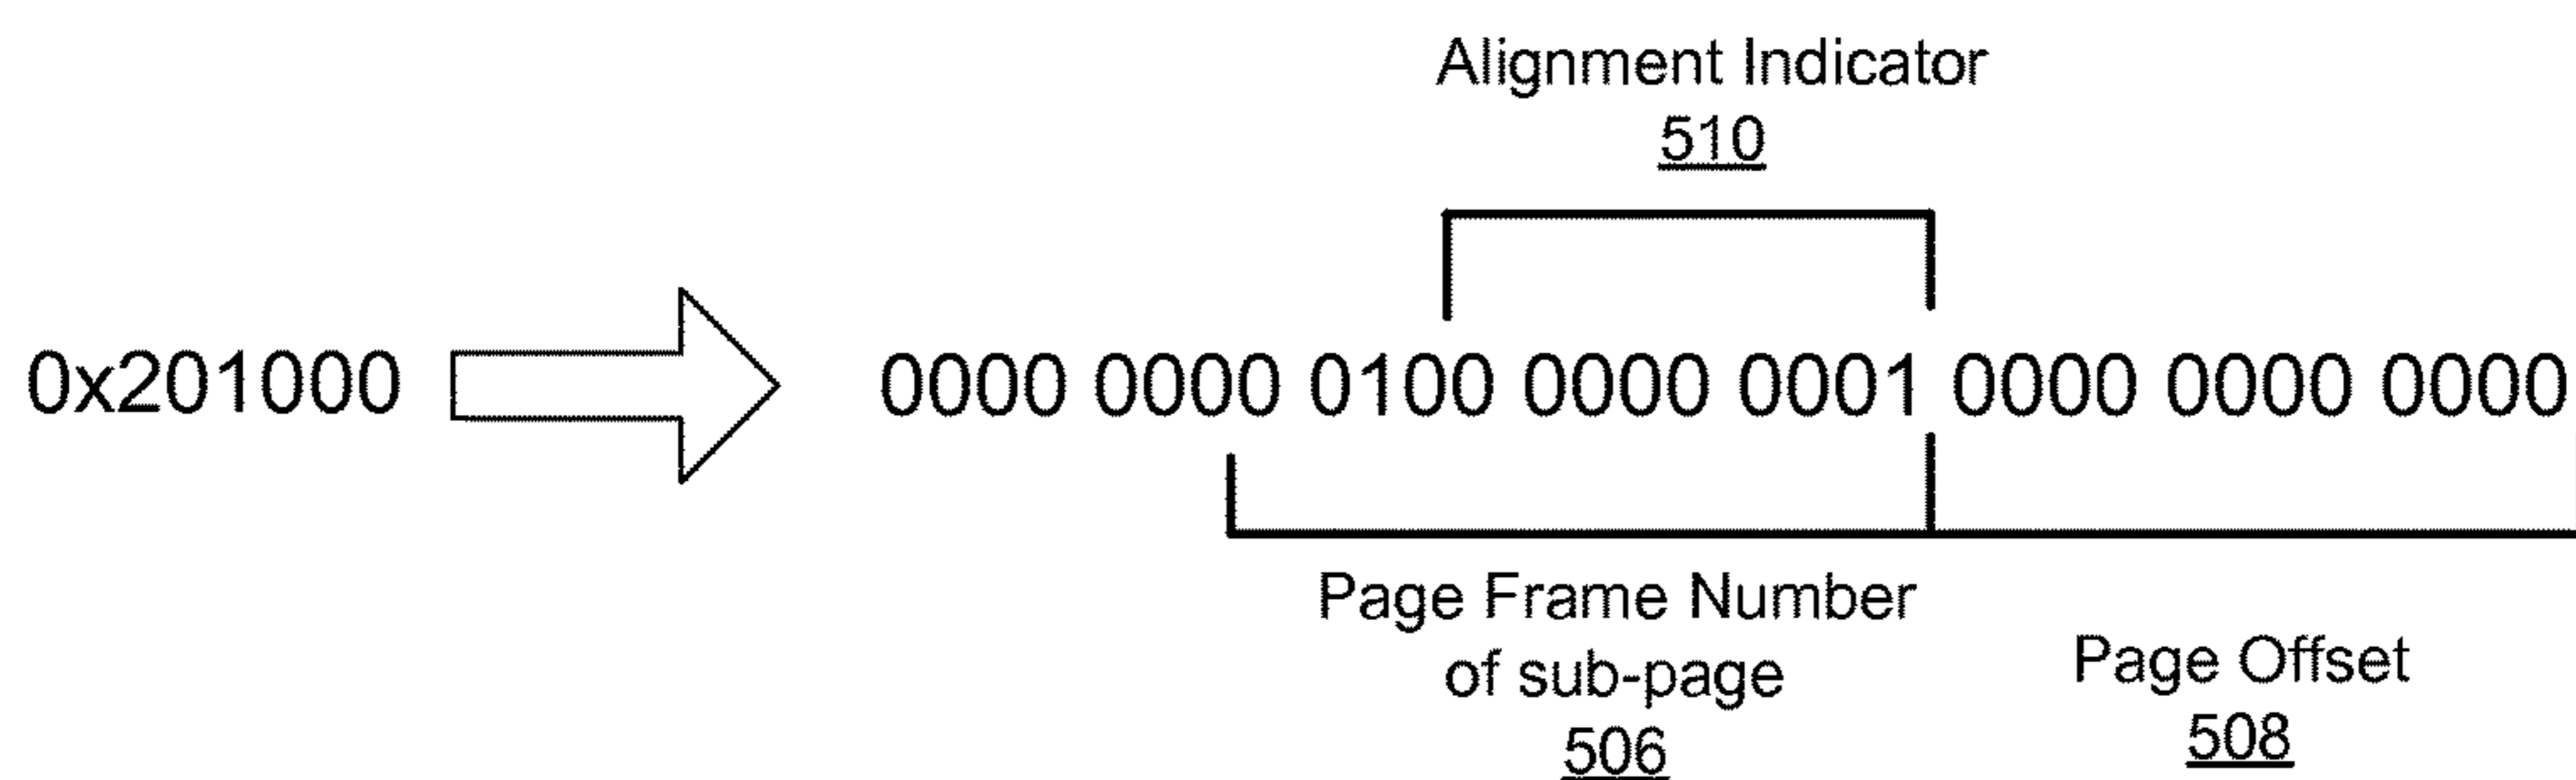 Alignment Indicator
510
0x201000 0000 0000 0100 0000 0001 0000 0000 0000
Page Frame Number
of sub-page
506
Page Offset
508